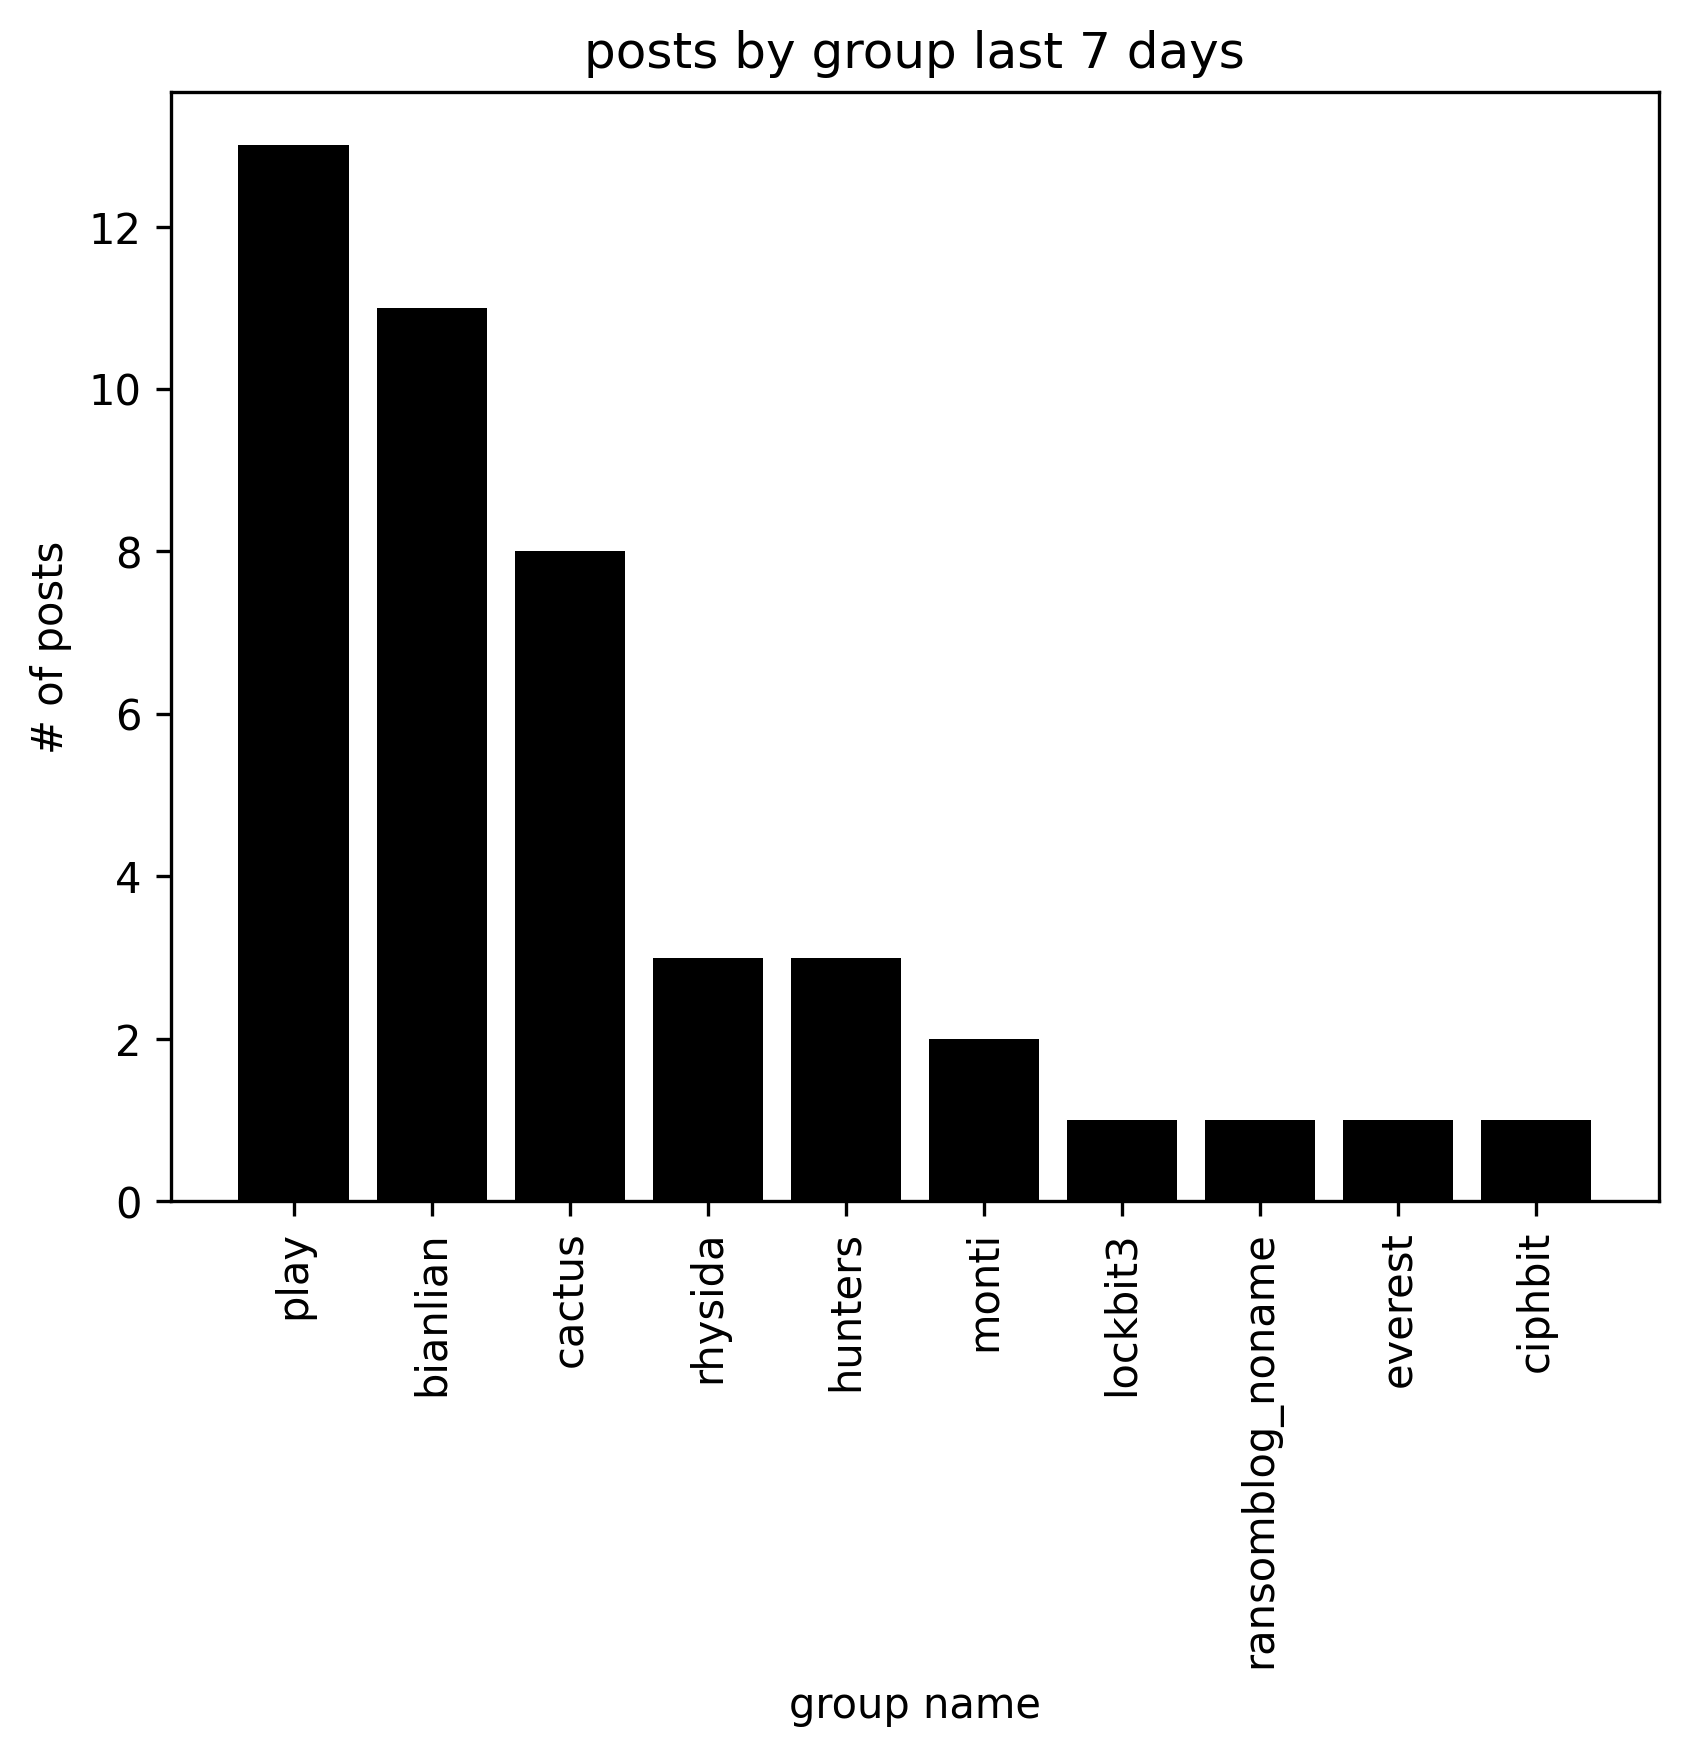 posts by group last 7 days
# of posts
12
10
8
6
4
2
0
play
bianlian
cactus
rhysida
hunters
monti
lockbit3
ransomblog_noname
everest
ciphbit
group name